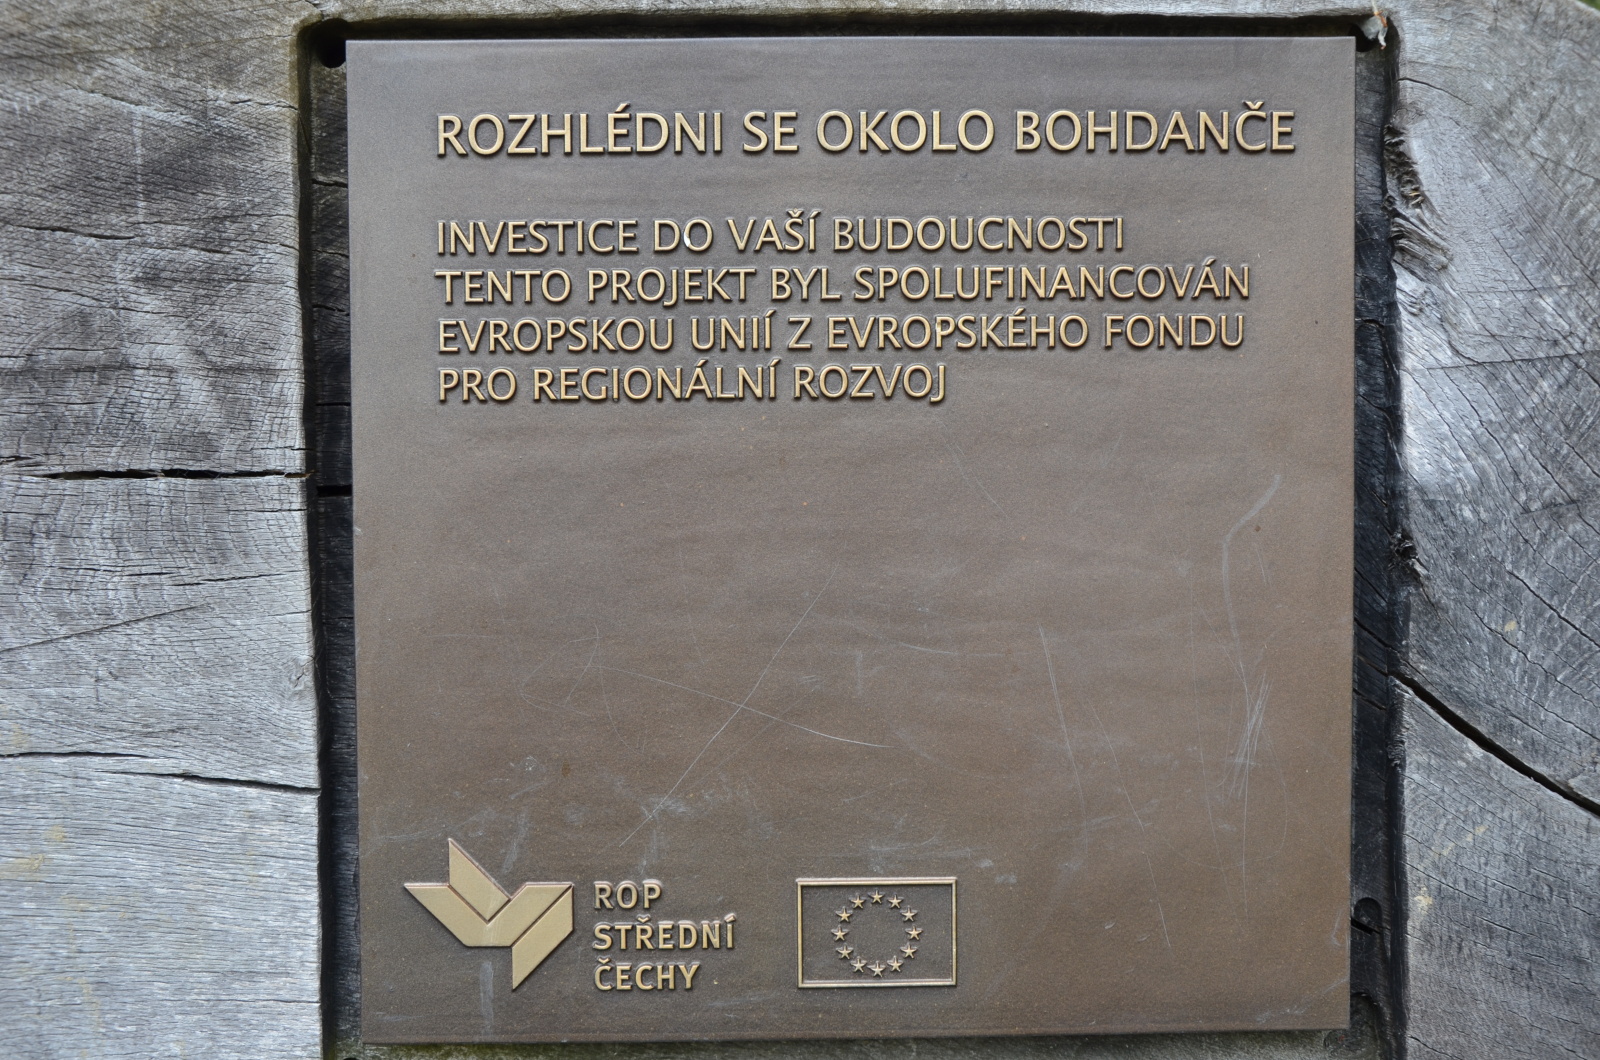 ROZHLÉDNI SE OKOLO BOHDANČE
INVESTICE DO VAŠÍ BUDOUCNOSTI
TENTO PROJEKT BYL SPOLUFINANCOVÁN
EVROPSKOU UNIÍ Z EVROPSKÉHO FONDU
PRO REGIONÁLNÍ ROZVOJ
ROP
STŘEDNÍ
ČECHY